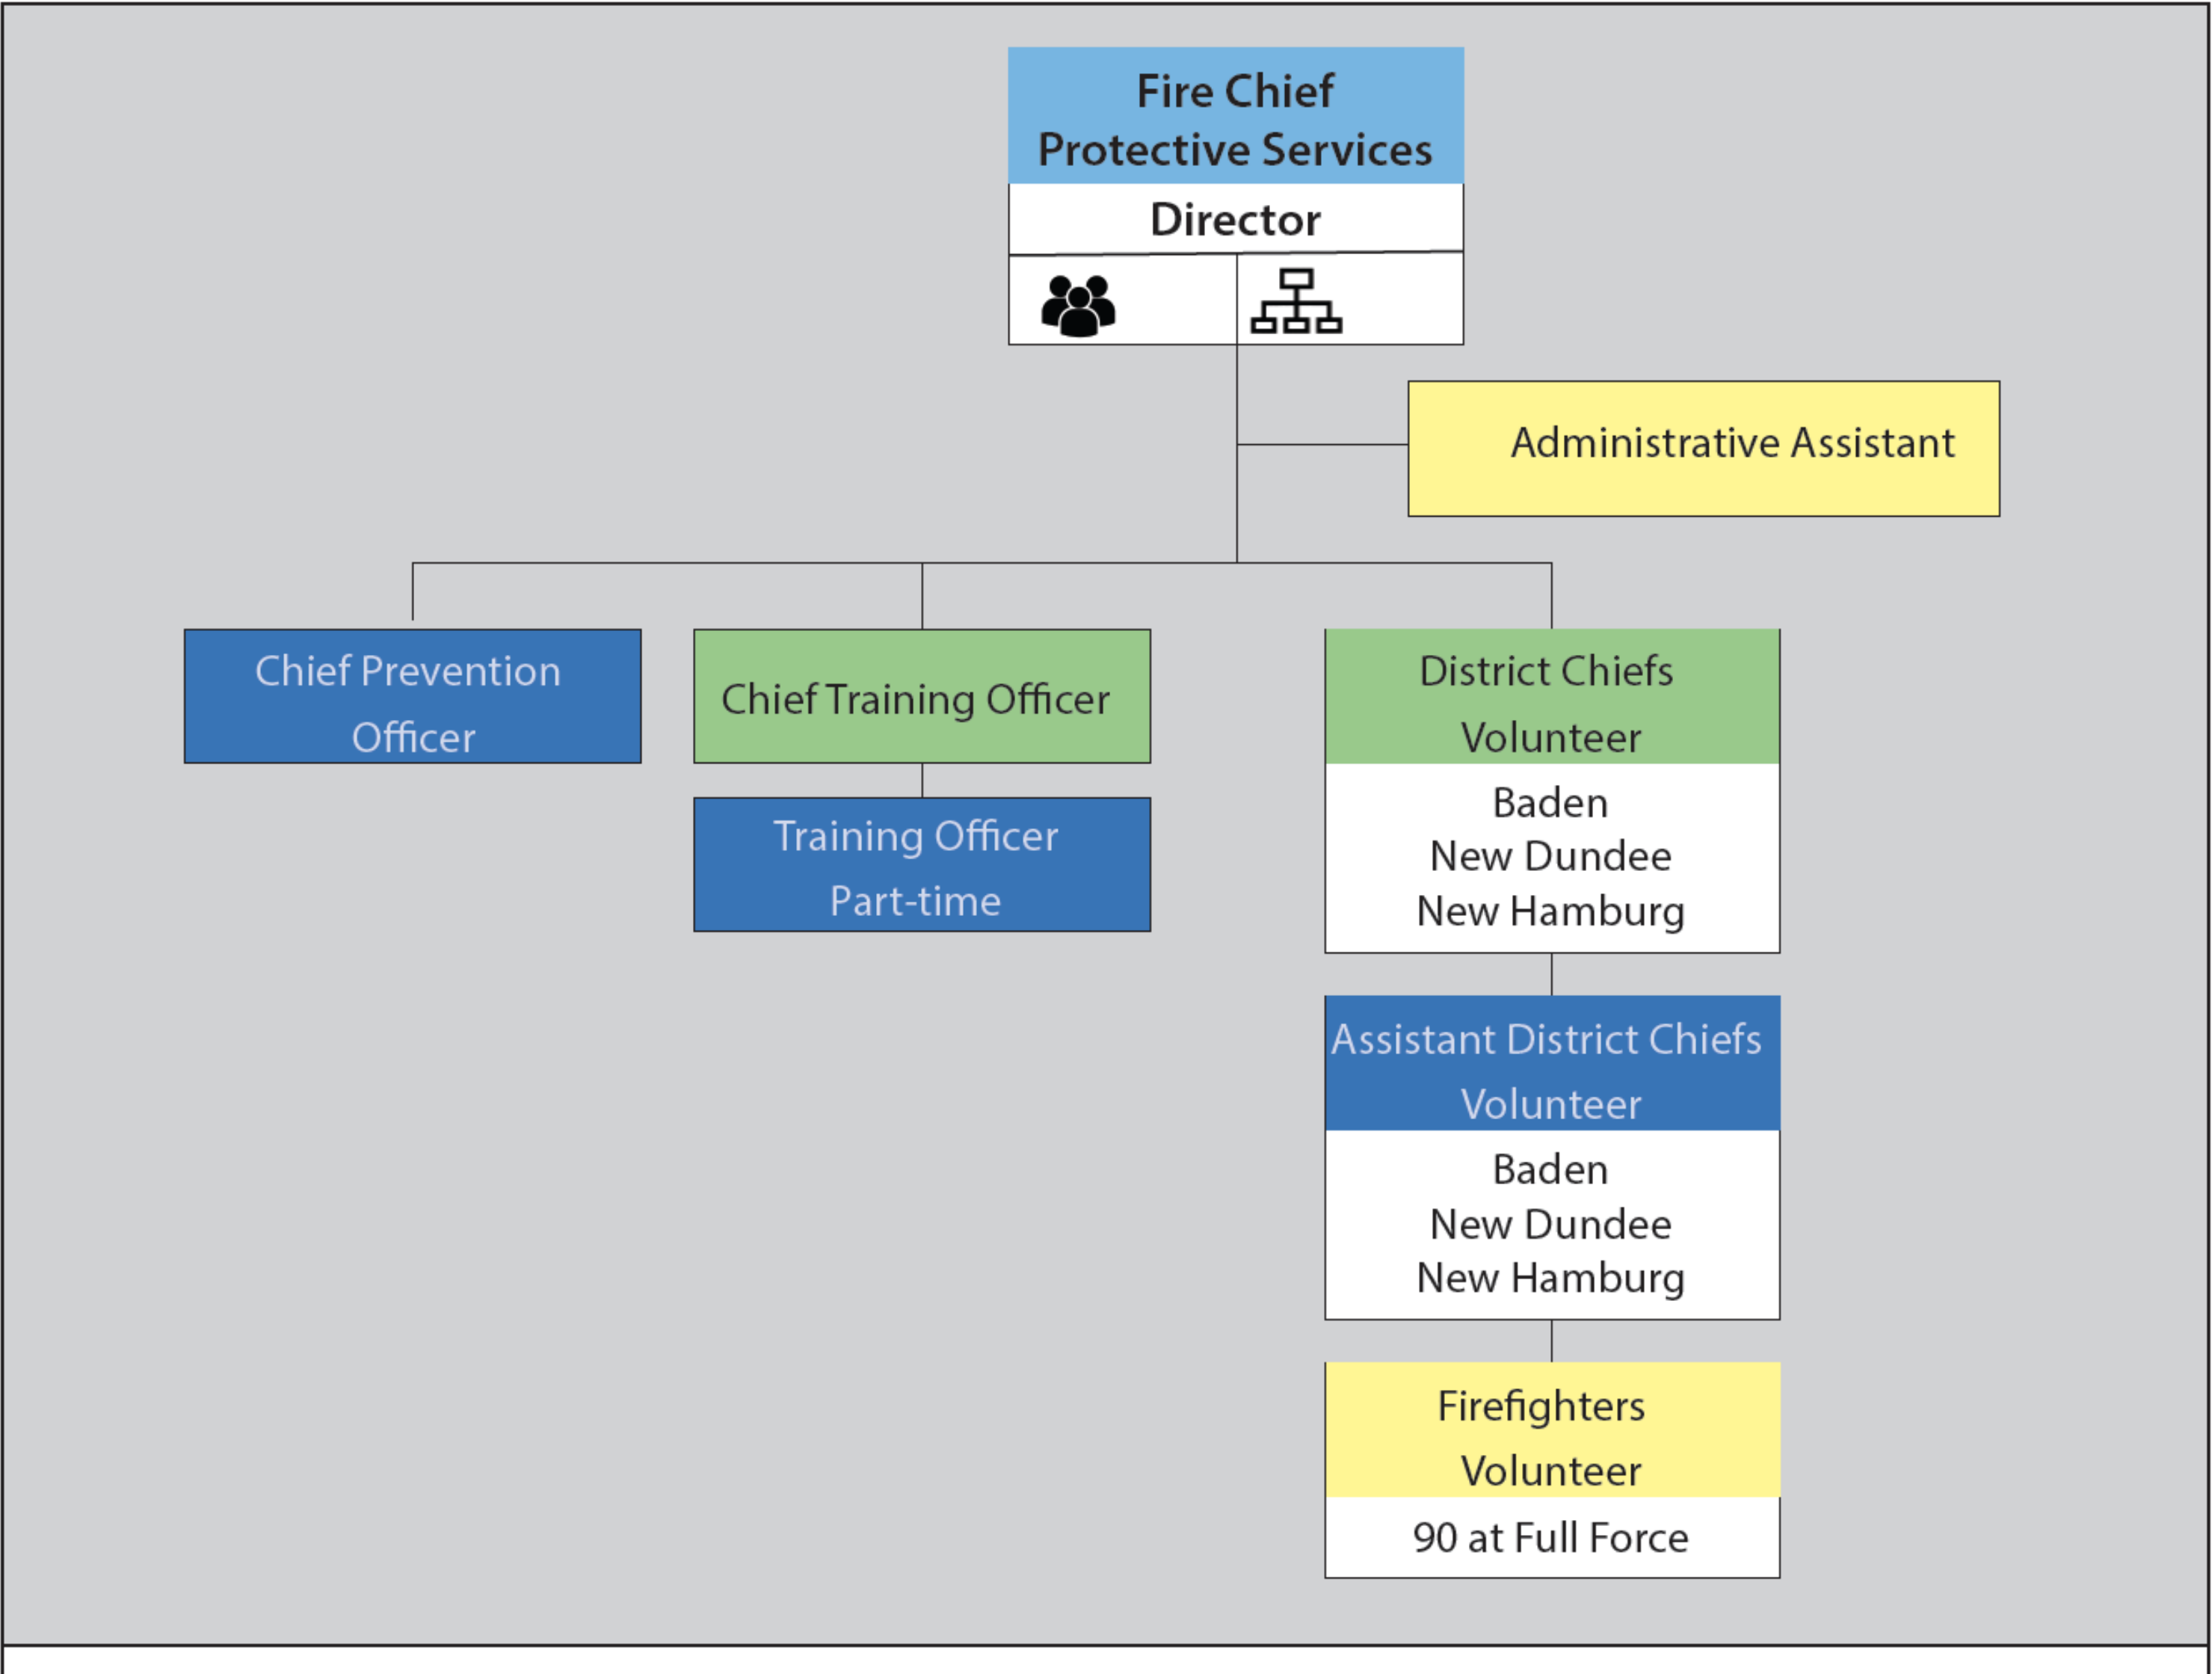 Fire Chief
Protective Services
Director
Administrative Assistant
Chief Prevention
Officer
Chief Training Officer
Training Officer
Part-time
District Chiefs
Volunteer
Baden
New Dundee
New Hamburg
Assistant District Chiefs
Volunteer
Baden
New Dundee
New Hamburg
Firefighters
Volunteer
90 at Full Force